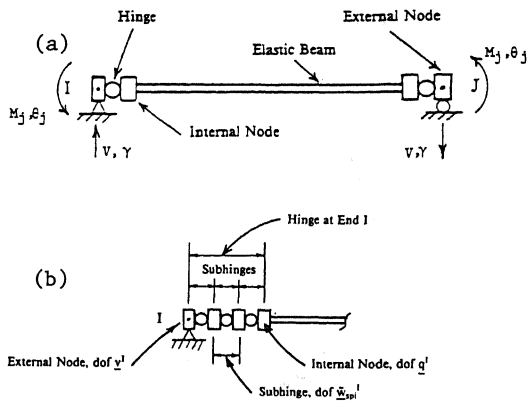 (a)
Hinge
External Node
Elastic Beam
I
J
Mj,θj
Mj,θj
Internal Node
V, γ
V,γ
(b)
Hinge at End I
Subhinges
I
External Node, dof v^I
Internal Node, dof q^I
Subhinge, dof w̃_spi^I